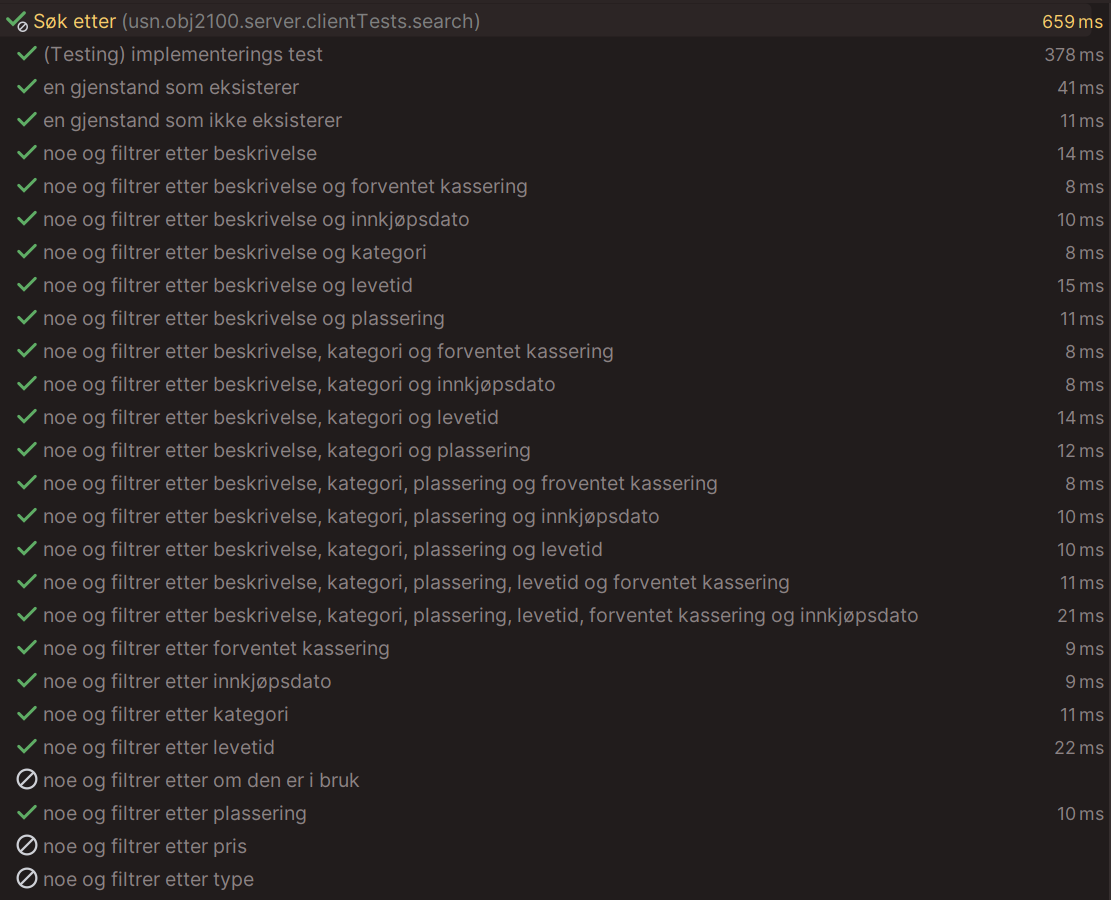 Søk etter (usn.obj2100.server.clientTests.search) 659 ms
(Testing) implementerings test 378 ms
en gjenstand som eksisterer 41 ms
en gjenstand som ikke eksisterer 11 ms
noe og filtrer etter beskrivelse 14 ms
noe og filtrer etter beskrivelse og forventet kassering 8 ms
noe og filtrer etter beskrivelse og innkjøpsdato 10 ms
noe og filtrer etter beskrivelse og kategori 8 ms
noe og filtrer etter beskrivelse og levetid 15 ms
noe og filtrer etter beskrivelse og plassering 11 ms
noe og filtrer etter beskrivelse, kategori og forventet kassering 8 ms
noe og filtrer etter beskrivelse, kategori og innkjøpsdato 8 ms
noe og filtrer etter beskrivelse, kategori og levetid 14 ms
noe og filtrer etter beskrivelse, kategori og plassering 12 ms
noe og filtrer etter beskrivelse, kategori, plassering og froventet kassering 8 ms
noe og filtrer etter beskrivelse, kategori, plassering og innkjøpsdato 10 ms
noe og filtrer etter beskrivelse, kategori, plassering og levetid 10 ms
noe og filtrer etter beskrivelse, kategori, plassering, levetid og forventet kassering 11 ms
noe og filtrer etter beskrivelse, kategori, plassering, levetid, forventet kassering og innkjøpsdato 21 ms
noe og filtrer etter forventet kassering 9 ms
noe og filtrer etter innkjøpsdato 9 ms
noe og filtrer etter kategori 11 ms
noe og filtrer etter levetid 22 ms
noe og filtrer etter om den er i bruk
noe og filtrer etter plassering 10 ms
noe og filtrer etter pris
noe og filtrer etter type